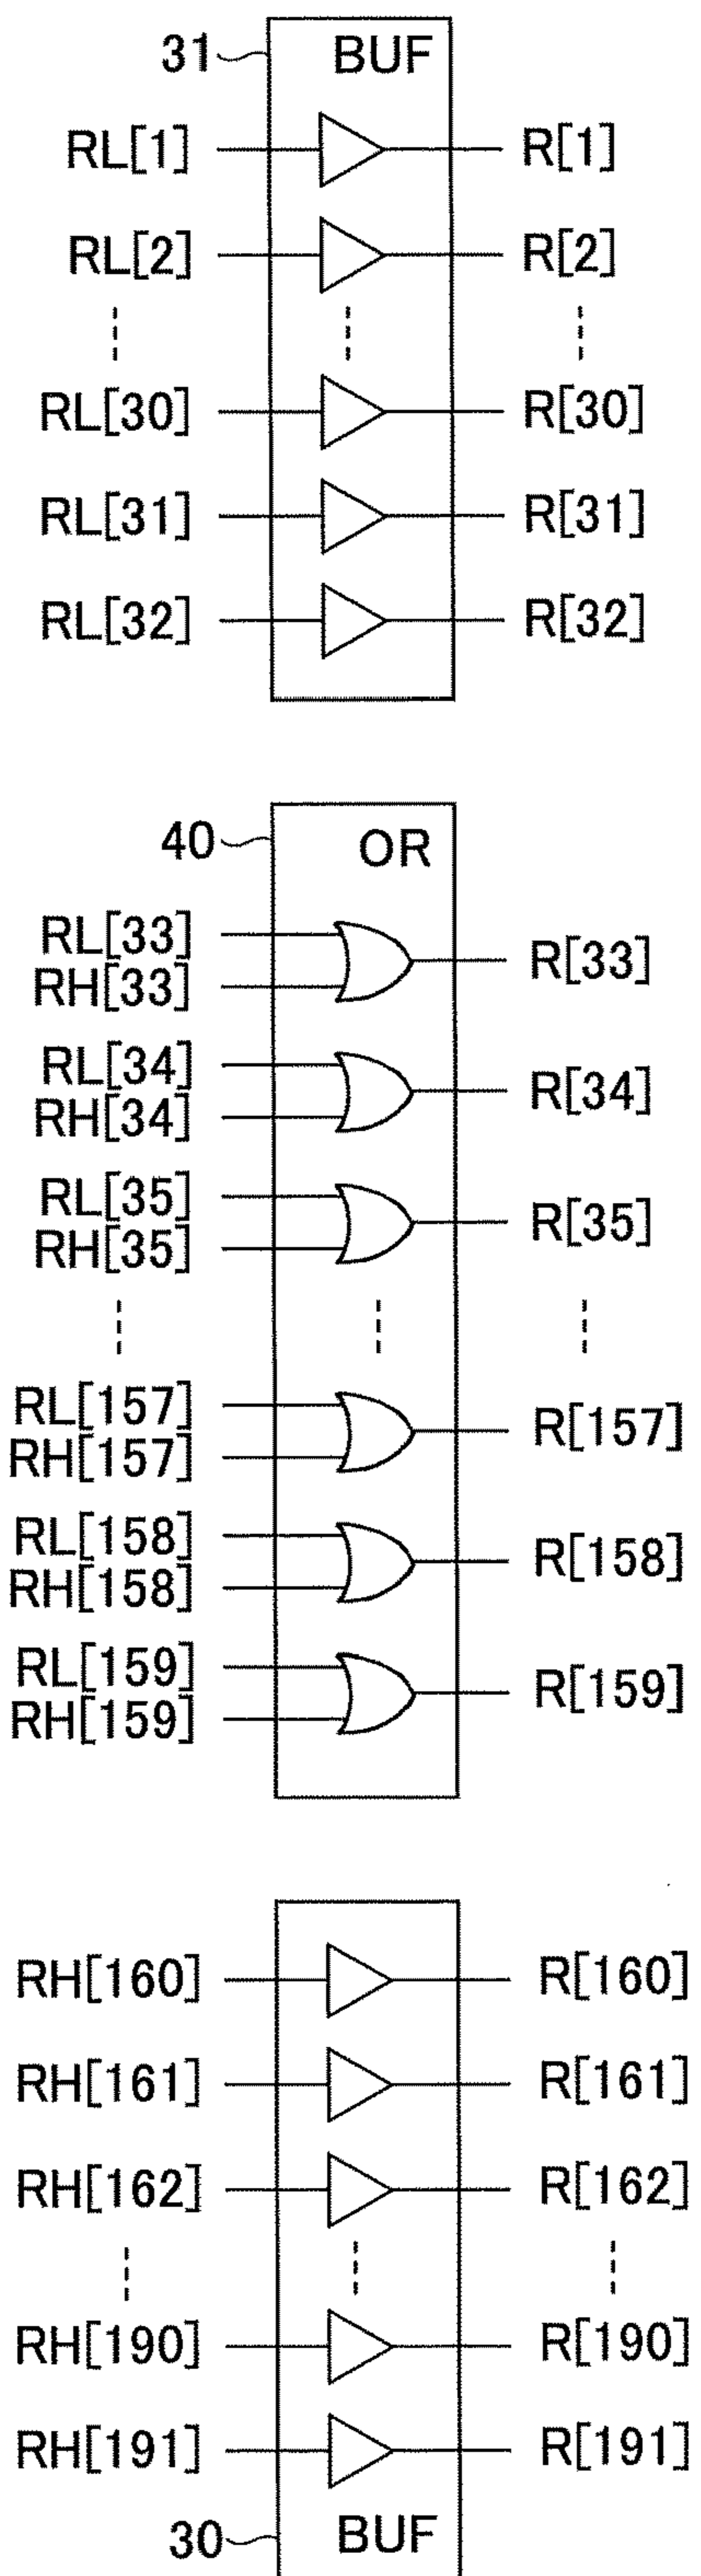 31 BUF
RL[1] R[1]
RL[2] R[2]
RL[30] R[30]
RL[31] R[31]
RL[32] R[32]
40 OR
RL[33]
RH[33] R[33]
RL[34]
RH[34] R[34]
RL[35]
RH[35] R[35]
RL[157]
RH[157] R[157]
RL[158]
RH[158] R[158]
RL[159]
RH[159] R[159]
RH[160] R[160]
RH[161] R[161]
RH[162] R[162]
RH[190] R[190]
RH[191] R[191]
30 BUF